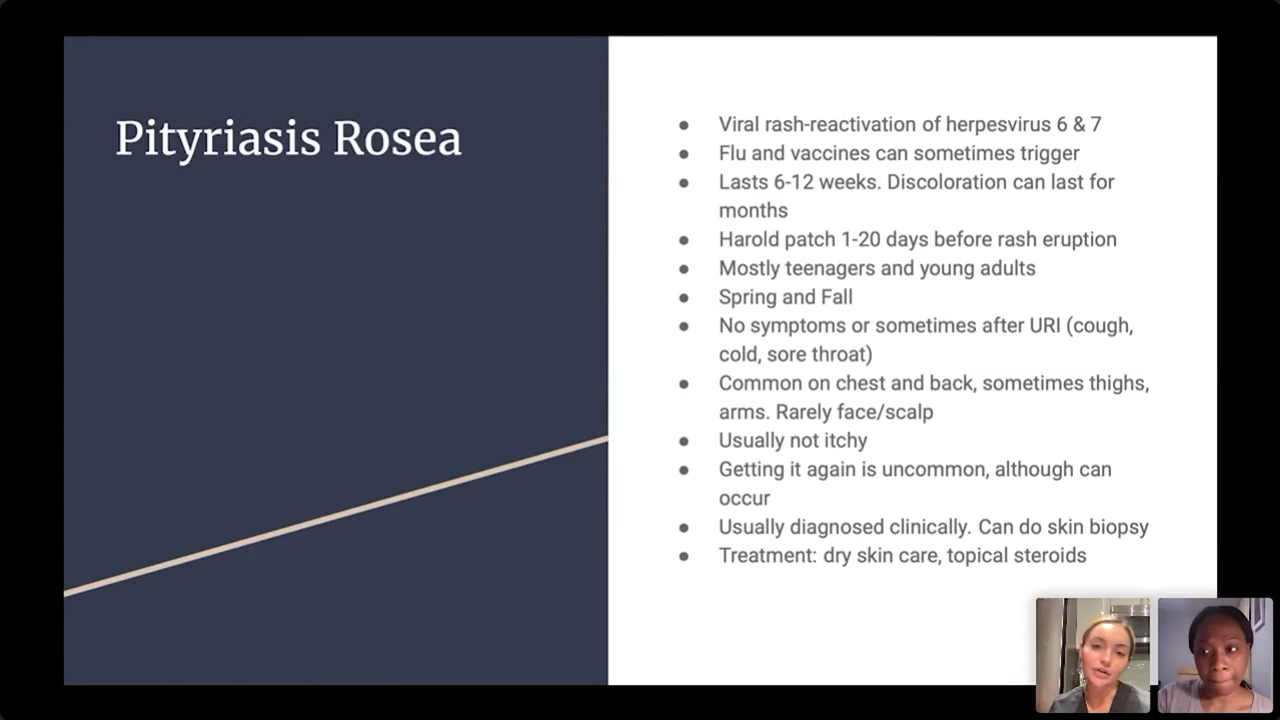 Pityriasis Rosea
● Viral rash-reactivation of herpesvirus 6 & 7
● Flu and vaccines can sometimes trigger
● Lasts 6-12 weeks. Discoloration can last for
months
● Harold patch 1-20 days before rash eruption
● Mostly teenagers and young adults
● Spring and Fall
● No symptoms or sometimes after URI (cough,
cold, sore throat)
● Common on chest and back, sometimes thighs,
arms. Rarely face/scalp
● Usually not itchy
● Getting it again is uncommon, although can
occur
● Usually diagnosed clinically. Can do skin biopsy
● Treatment: dry skin care, topical steroids